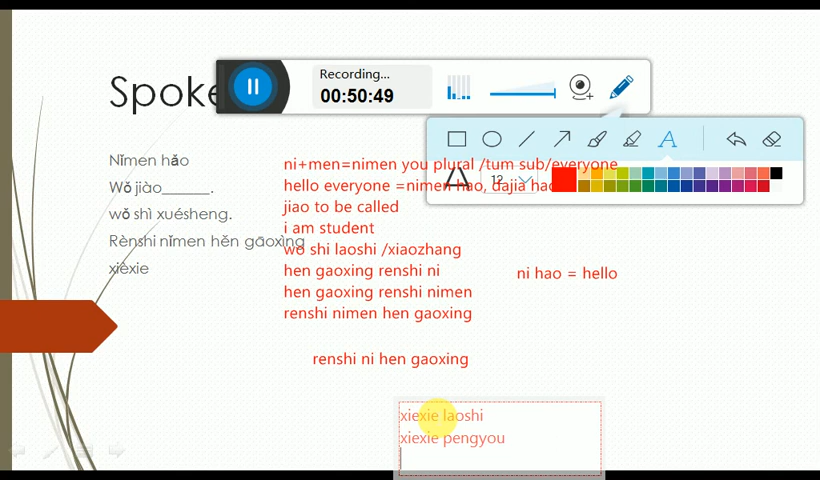 Spoke
Recording...
00:50:49
A
12
Nǐmen hǎo
Wǒ jiào______.
wǒ shì xuésheng.
Rènshi nǐmen hěn gāoxìng
xièxie
ni+men=nimen you plural /tum sub/everyone
hello everyone =nimen hao, dajia hao
jiao to be called
i am student
wo shi laoshi /xiaozhang
hen gaoxing renshi ni
hen gaoxing renshi nimen
renshi nimen hen gaoxing
ni hao = hello
renshi ni hen gaoxing
xiexie laoshi
xiexie pengyou